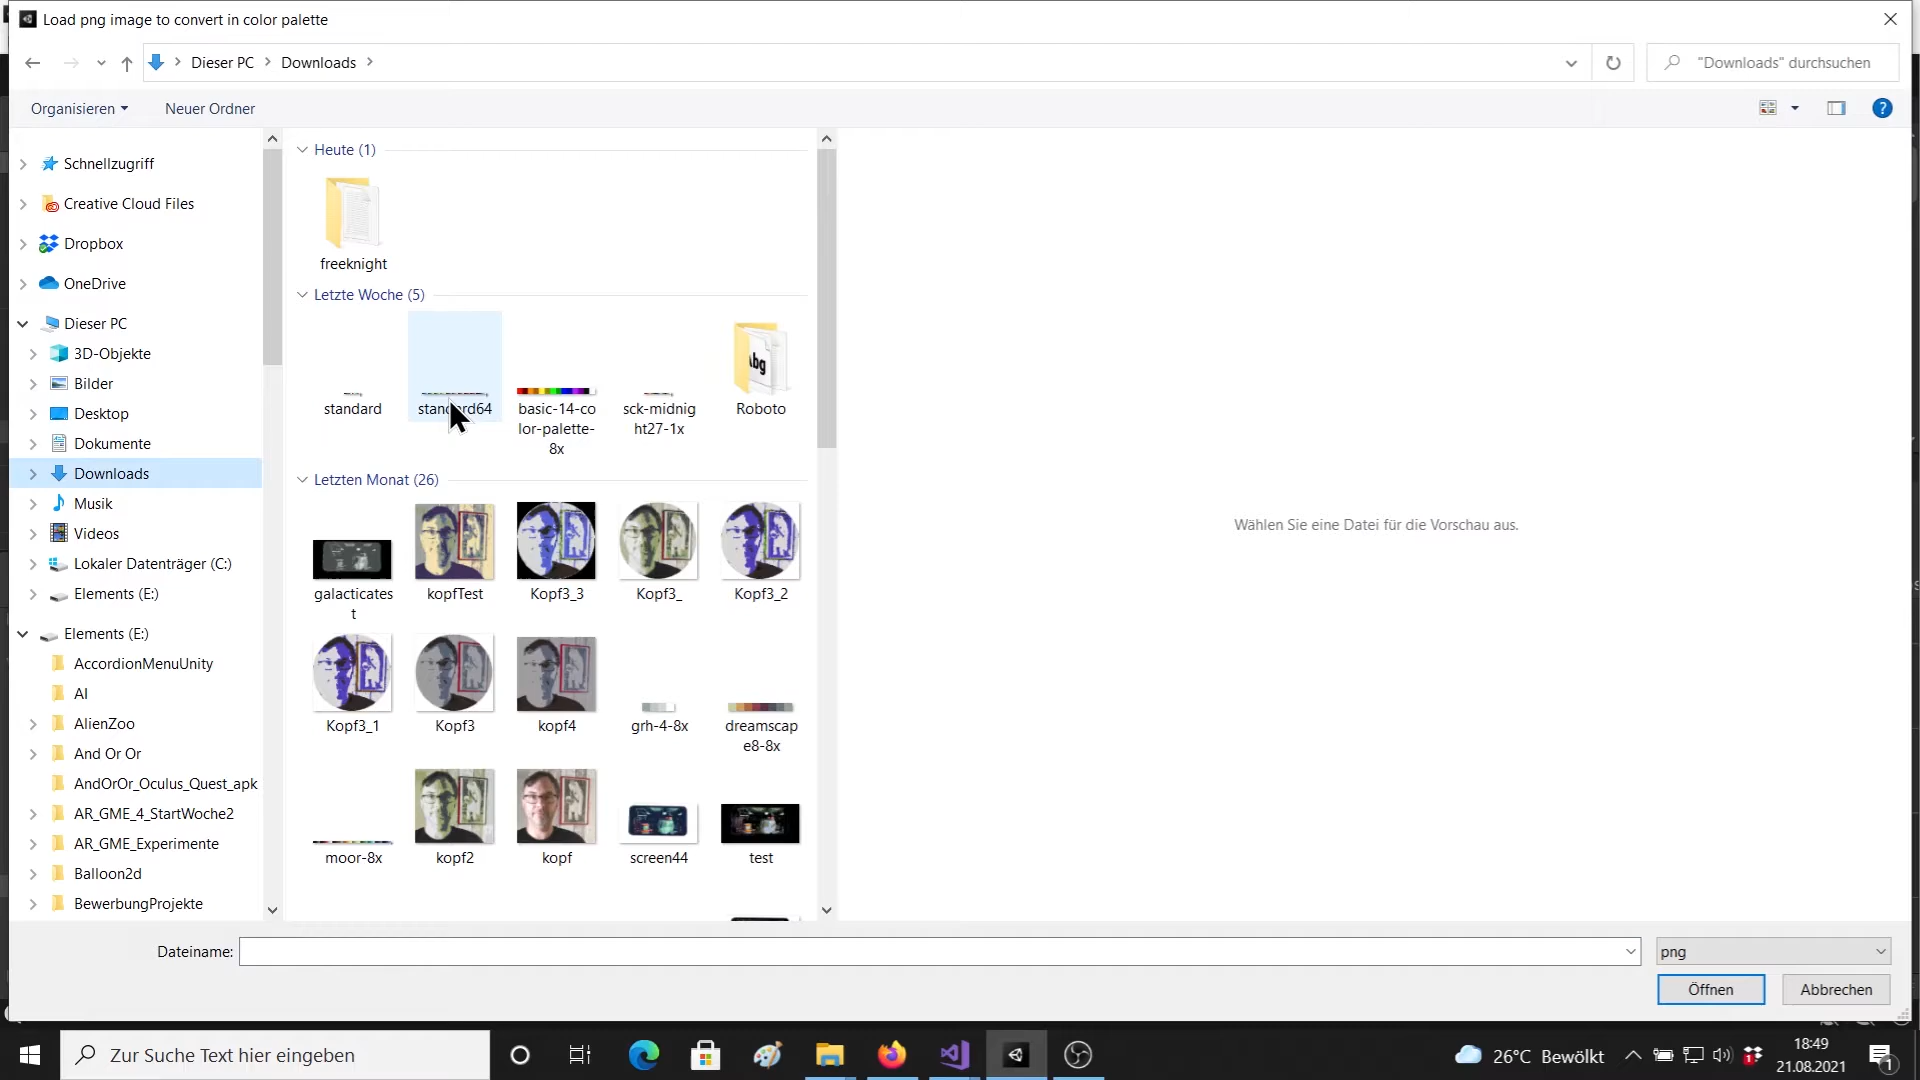 Load png image to convert in color palette
Dieser PC
Downloads
"Downloads" durchsuchen
Organisieren
Neuer Ordner
Schnellzugriff
Creative Cloud Files
Dropbox
OneDrive
Dieser PC
3D-Objekte
Bilder
Desktop
Dokumente
Downloads
Musik
Videos
Lokaler Datenträger (C:)
Elements (E:)
Elements (E:)
AccordionMenuUnity
AI
AlienZoo
And Or Or
AndOrOr_Oculus_Quest_apk
AR_GME_4_StartWoche2
AR_GME_Experimente
Balloon2d
BewerbungProjekte
Heute (1)
freeknight
Letzte Woche (5)
Abg
standard
standard64
basic-14-co
lor-palette-
8x
sck-midnig
ht27-1x
Roboto
Letzten Monat (26)
galacticates
t
kopfTest
Kopf3_3
Kopf3_
Kopf3_2
Kopf3_1
Kopf3
kopf4
grh-4-8x
dreamscap
e8-8x
moor-8x
kopf2
kopf
screen44
test
Wählen Sie eine Datei für die Vorschau aus.
Dateiname:
png
Öffnen
Abbrechen
Zur Suche Text hier eingeben
26°C Bewölkt
18:49
21.08.2021
1